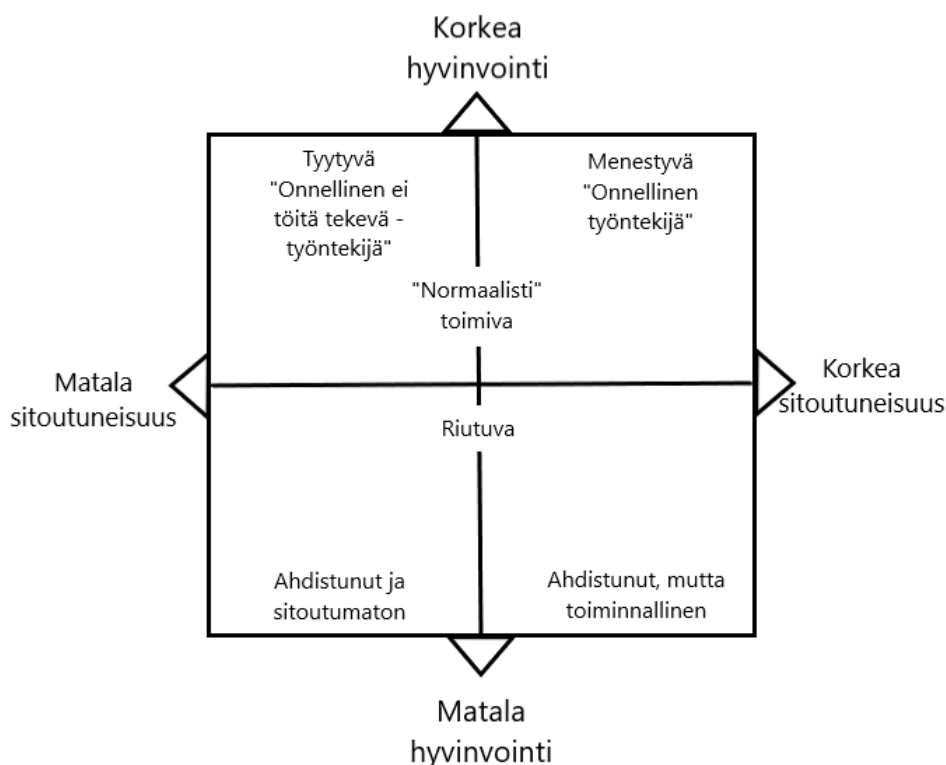 Korkea
hyvinvointi
Tyytyvä
"Onnellinen ei
töitä tekevä -
työntekijä"
Menestyvä
"Onnellinen
työntekijä"
"Normaalisti"
toimiva
Matala
sitoutuneisuus
Korkea
sitoutuneisuus
Riutuva
Ahdistunut ja
sitoutumaton
Ahdistunut, mutta
toiminnallinen
Matala
hyvinvointi